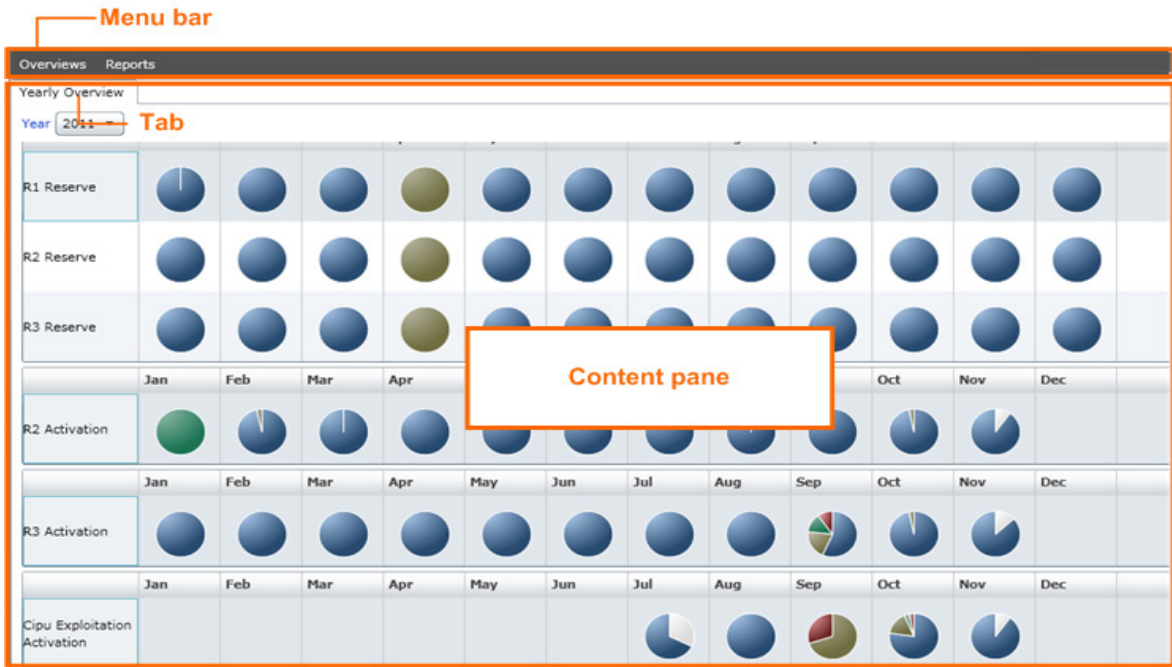 Menu bar
Overviews Reports
Yearly Overview
Year 2011
Tab
R1 Reserve
R2 Reserve
R3 Reserve
Content pane
Jan Feb Mar Apr Oct Nov Dec
R2 Activation
Jan Feb Mar Apr May Jun Jul Aug Sep Oct Nov Dec
R3 Activation
Jan Feb Mar Apr May Jun Jul Aug Sep Oct Nov Dec
Cipu Exploitation
Activation